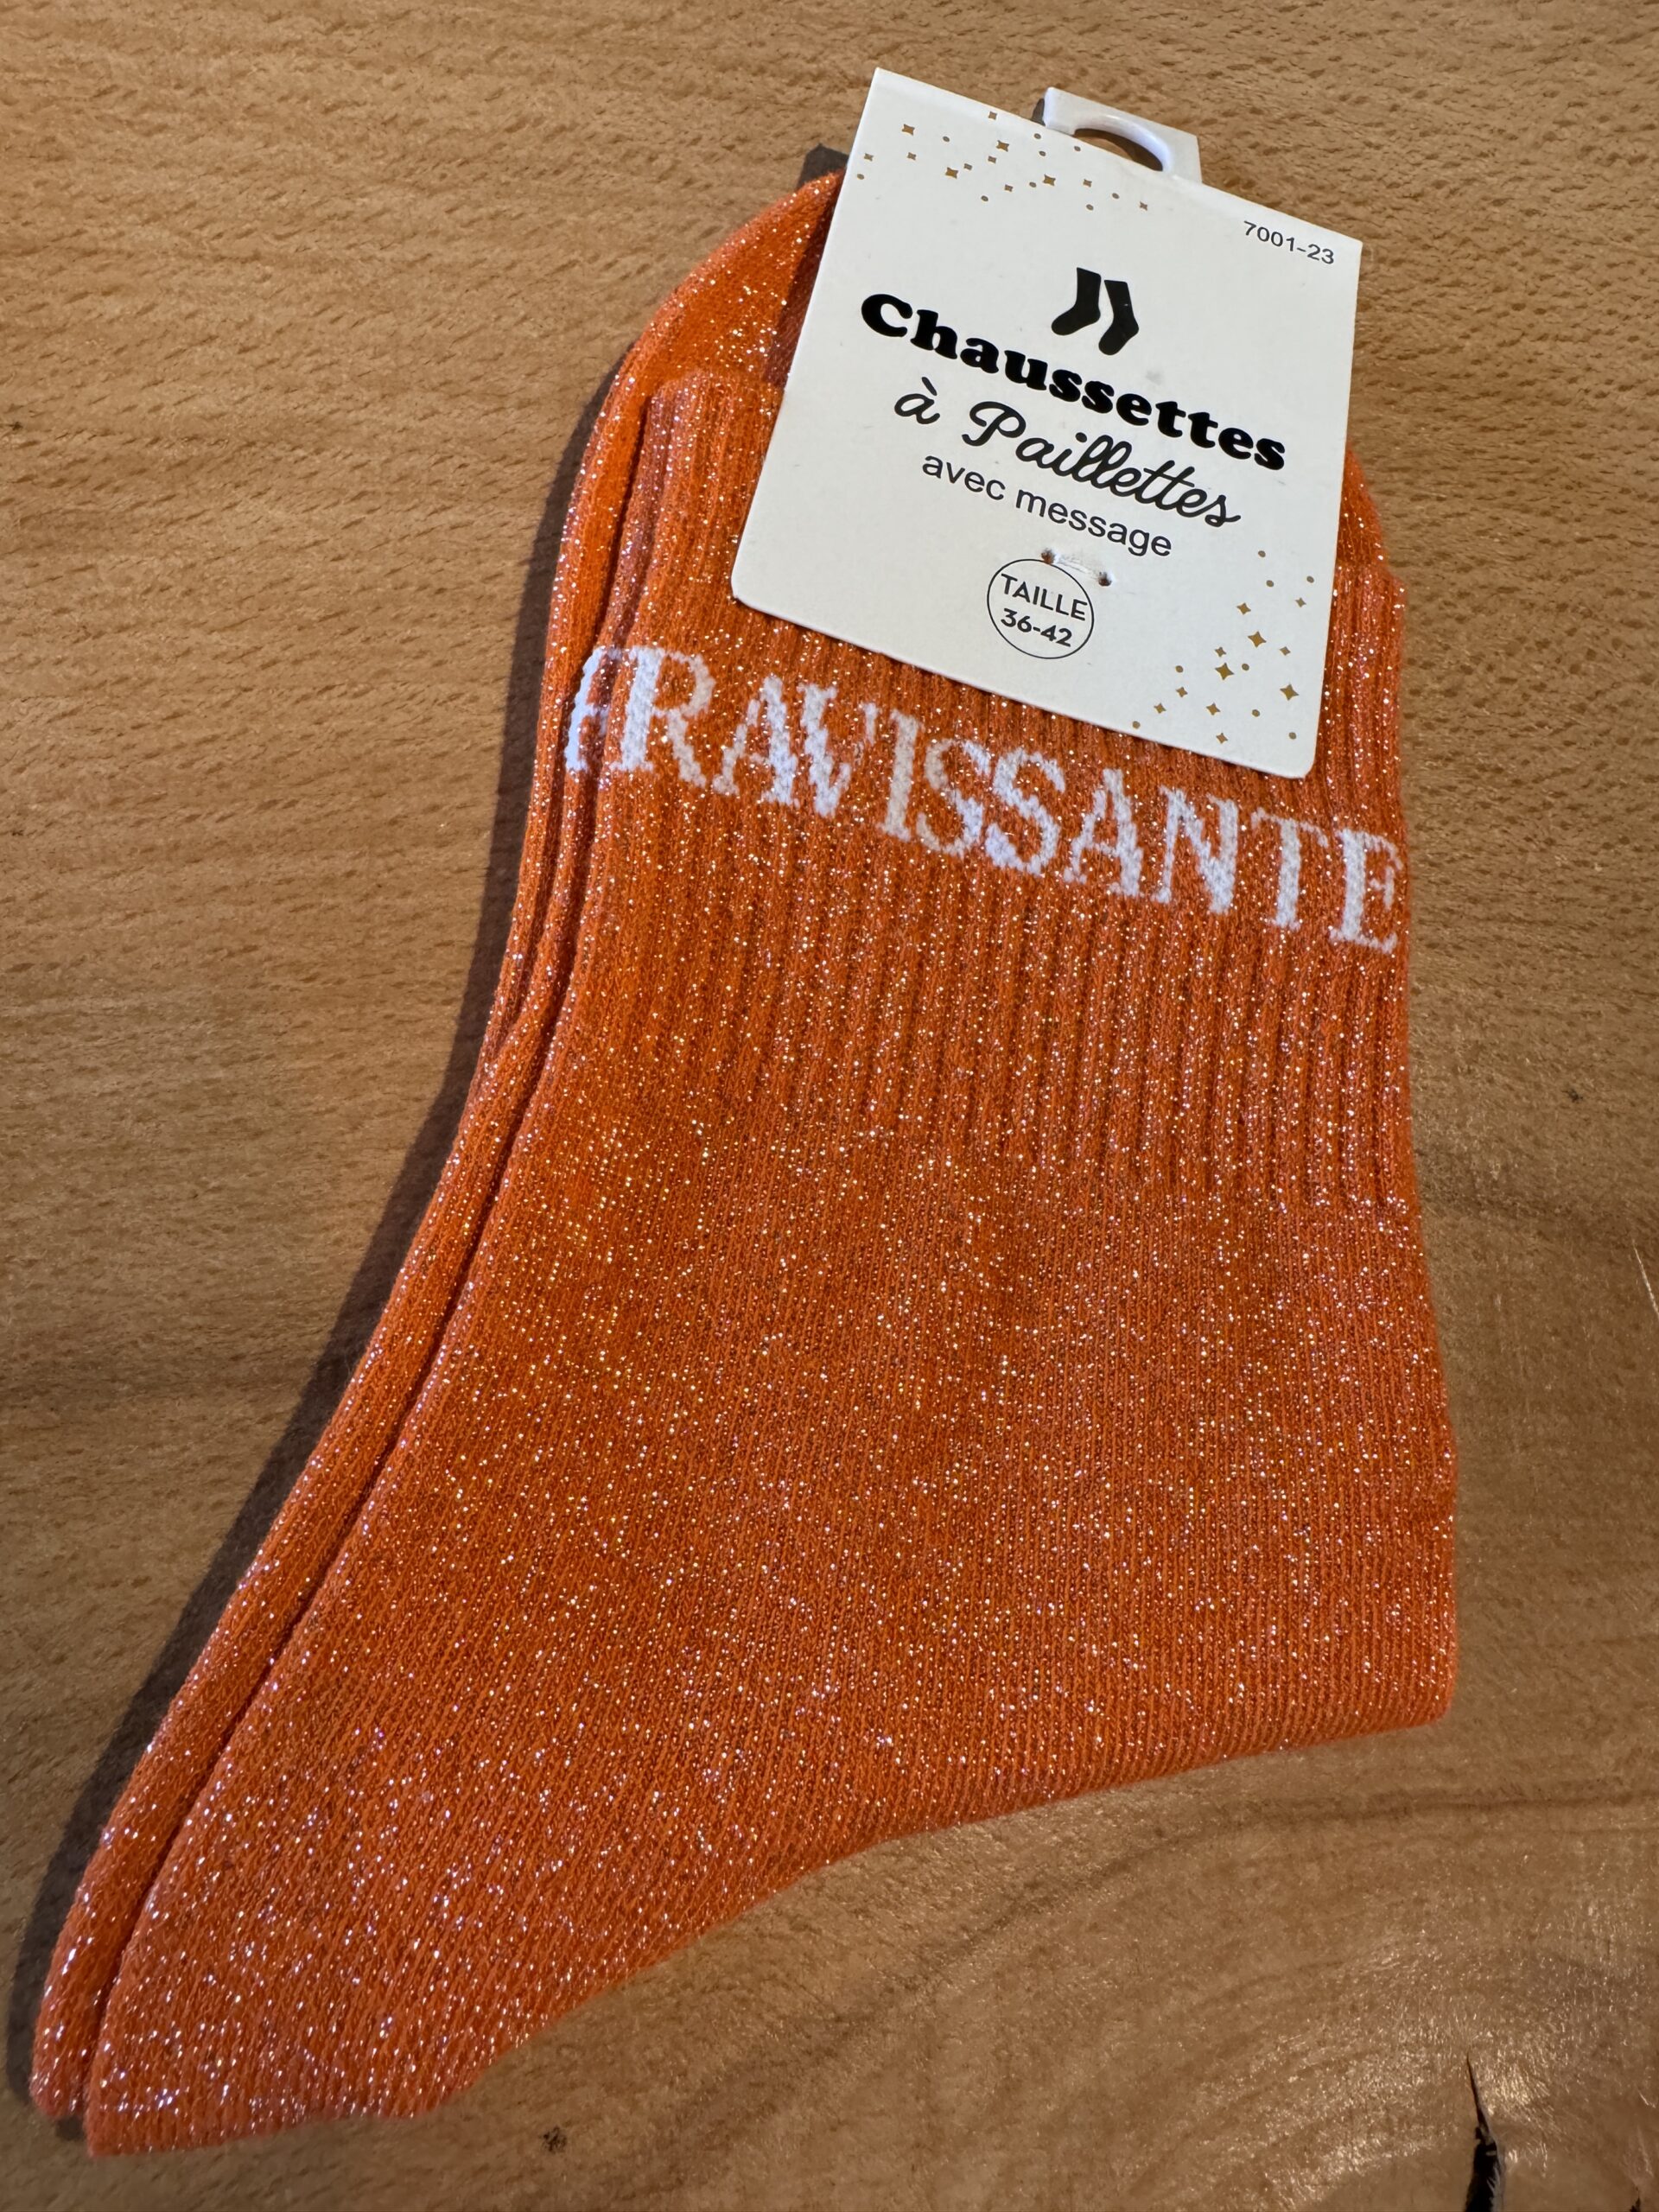 7001-23
Chaussettes
à Paillettes
avec message
TAILLE
36-42
RAVISSANTE